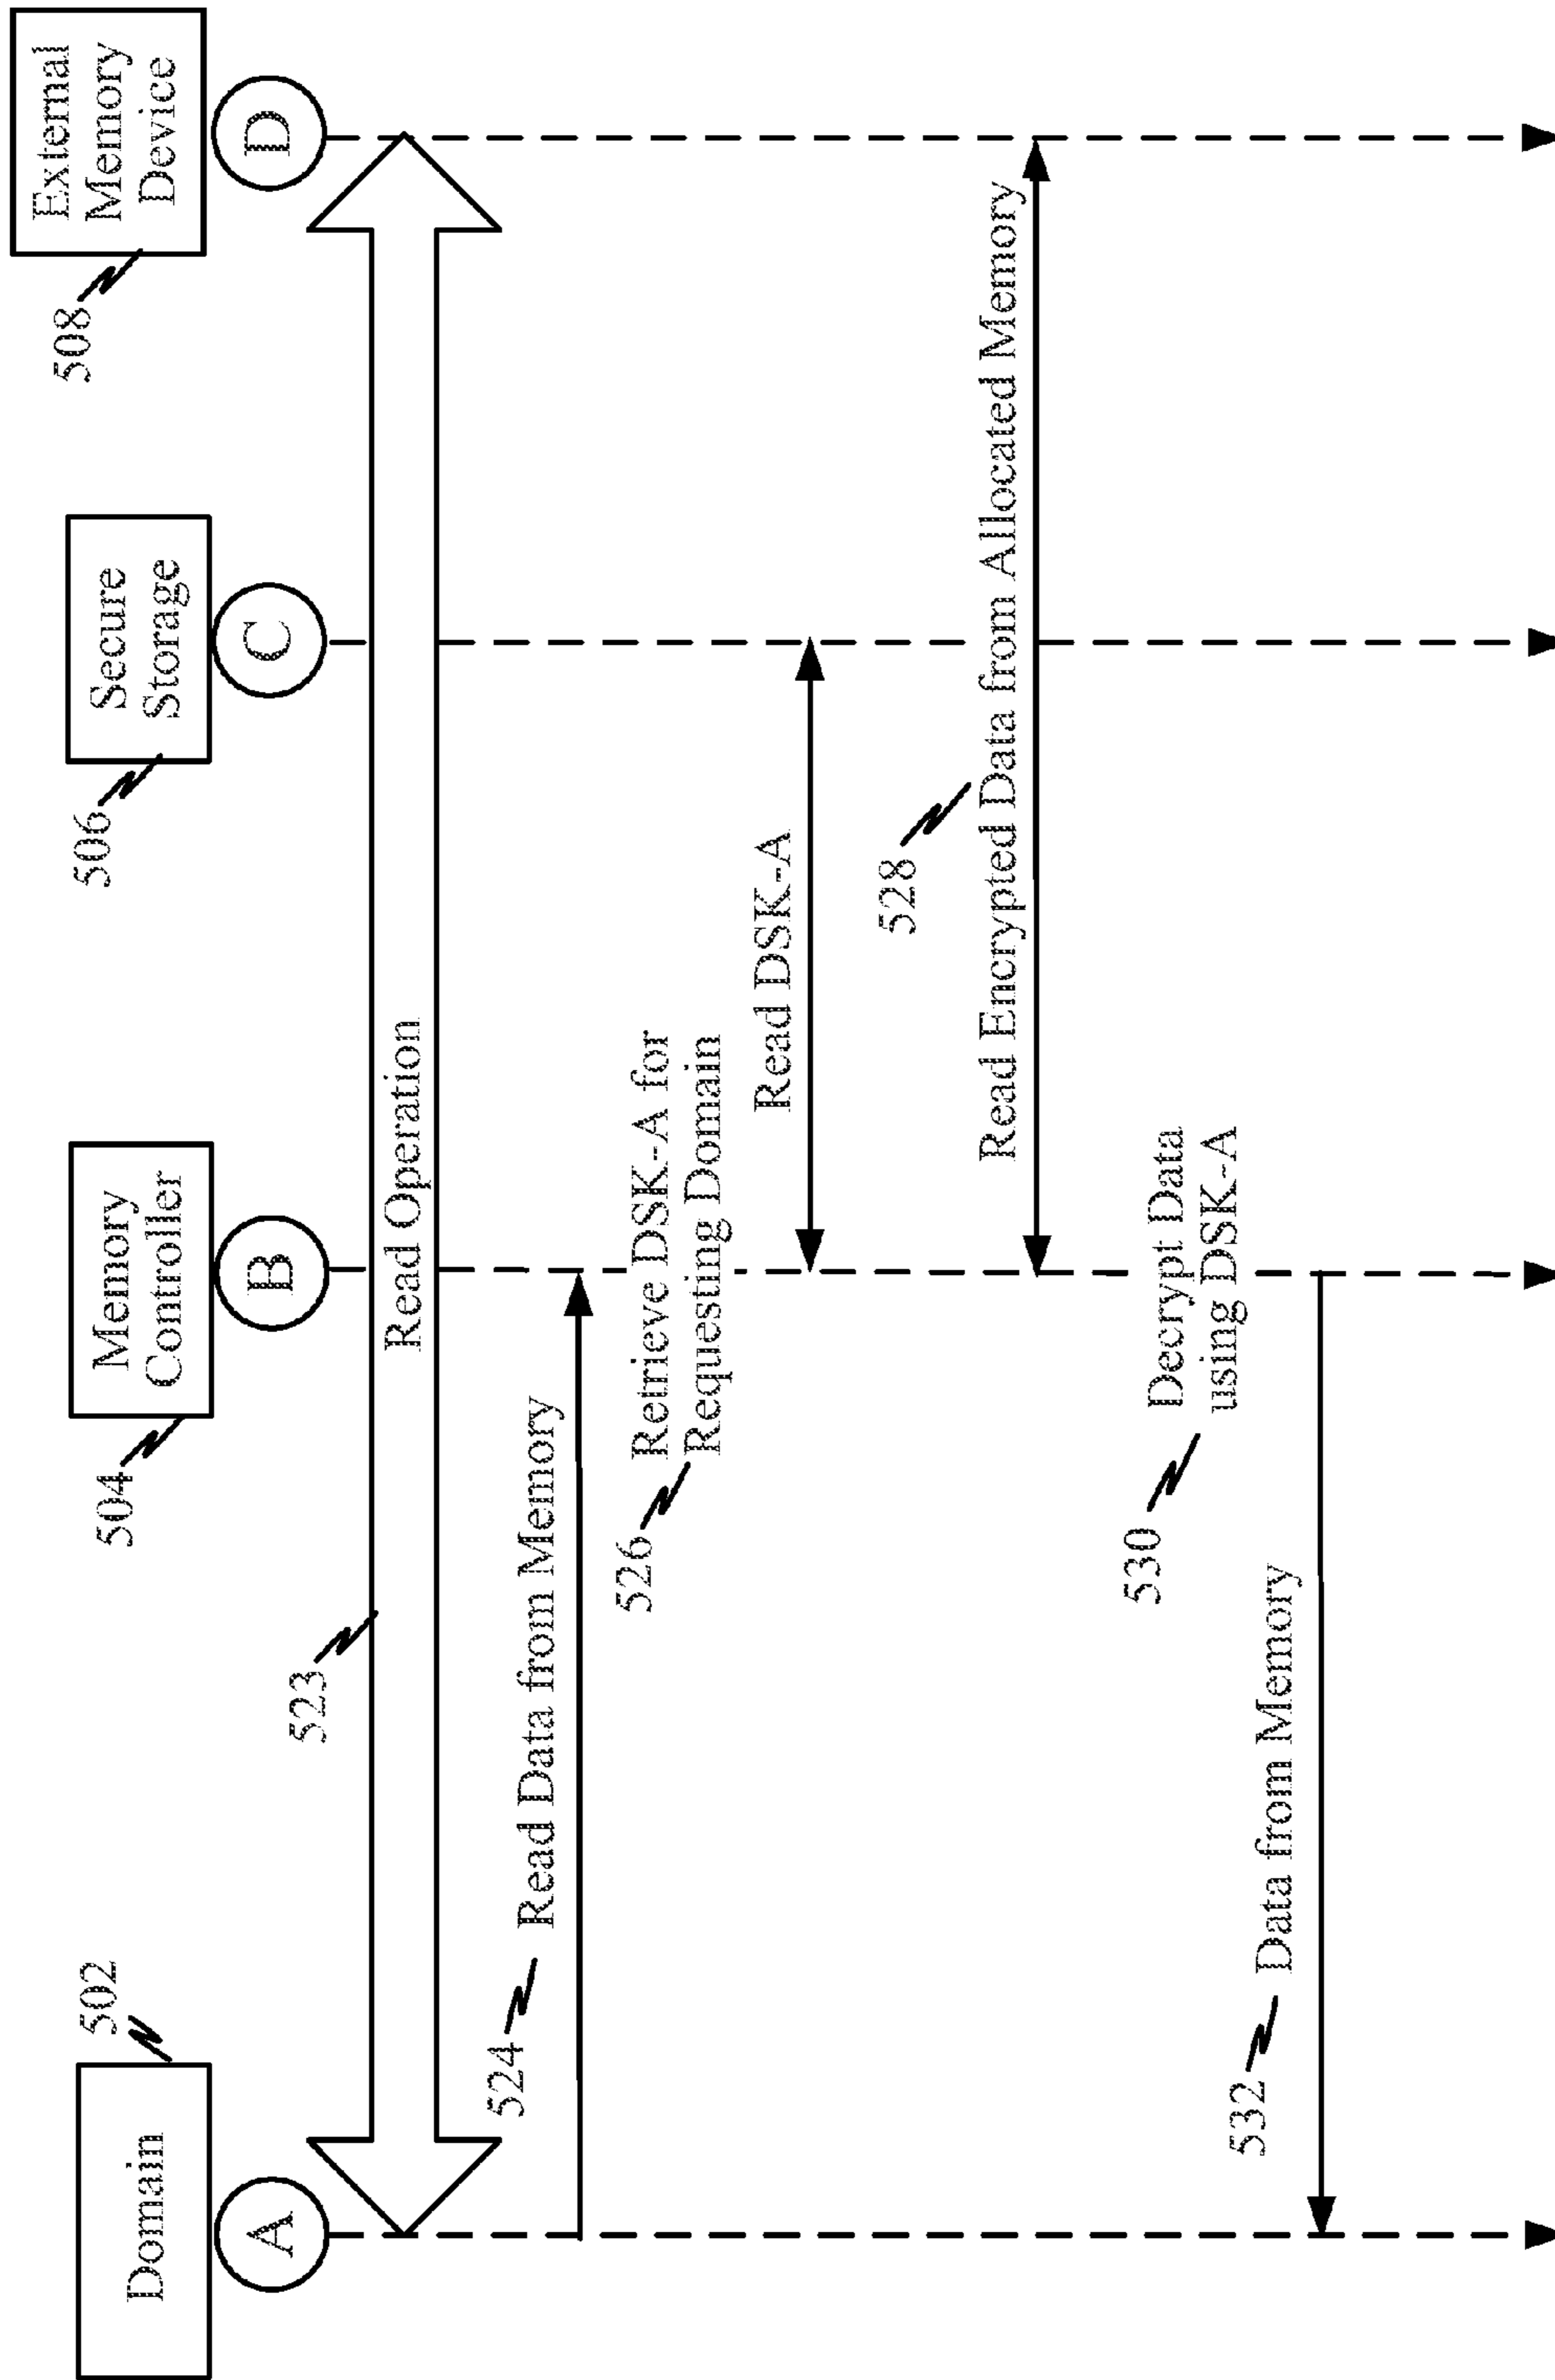 Domain
502
A
Memory
Controller
504
B
Secure
Storage
506
C
External
Memory
Device
508
D
523
Read Operation
524
Read Data from Memory
526
Retrieve DSK-A for
Requesting Domain
Read DSK-A
528
Read Encrypted Data from Allocated Memory
530
Decrypt Data
using DSK-A
532
Data from Memory